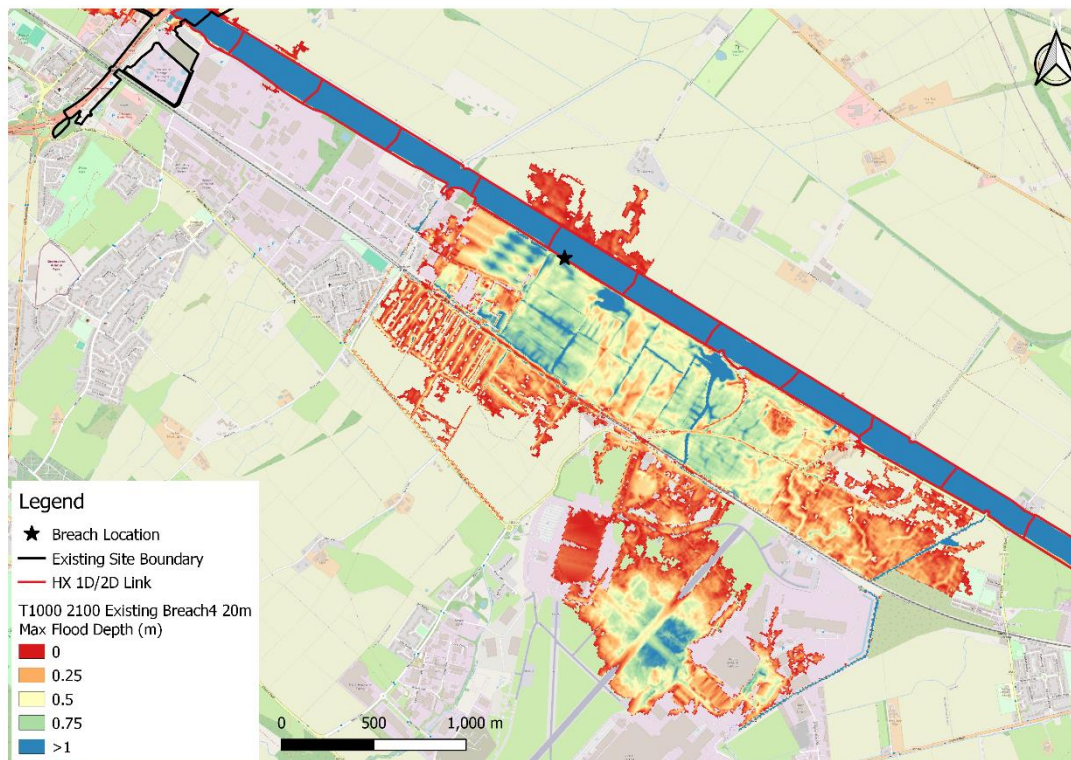 N
Legend
Breach Location
Existing Site Boundary
HX 1D/2D Link
T1000 2100 Existing Breach4 20m
Max Flood Depth (m)
0
0.25
0.5
0.75
>1
0 500 1,000 m